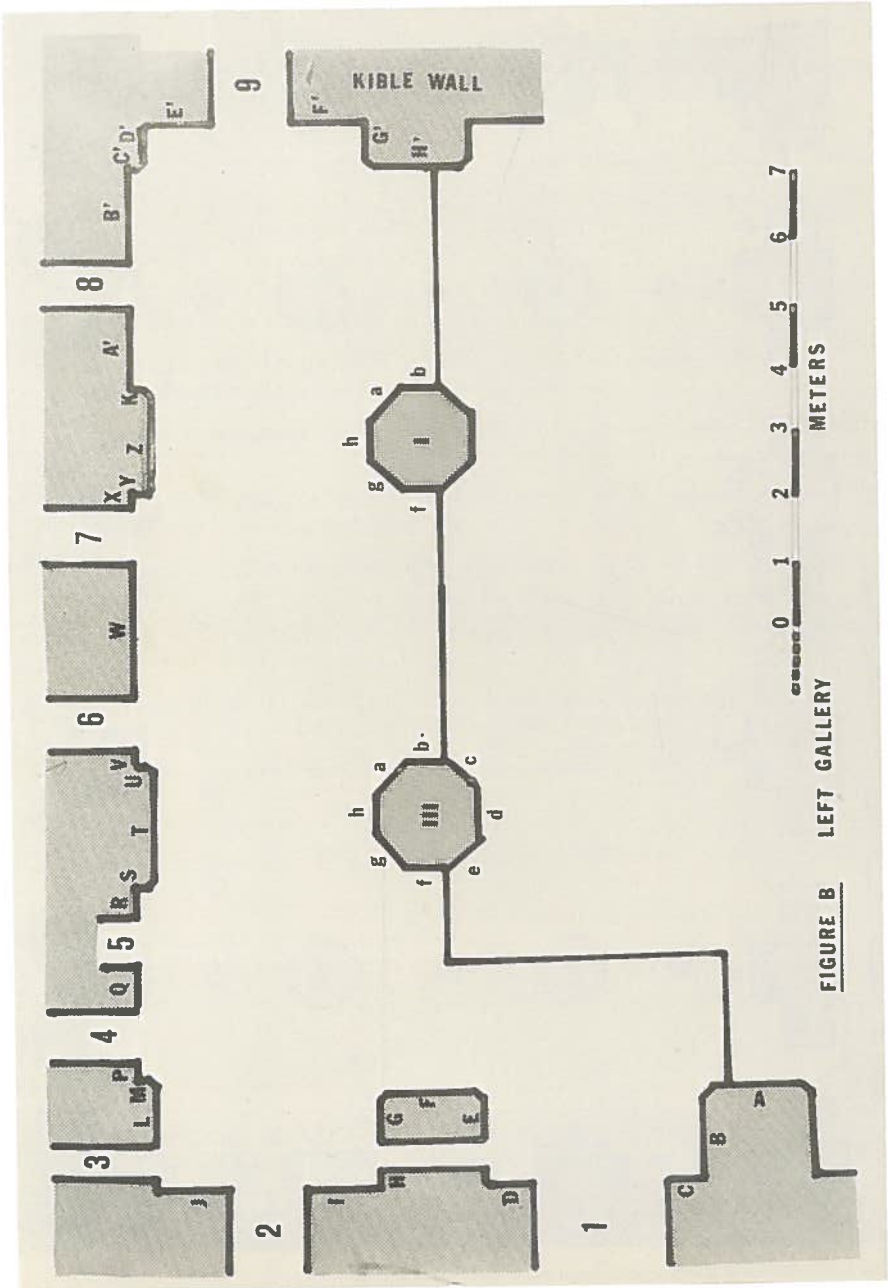 3
4
5
6
7
8
J
L
M
P
Q
R
S
T
U
V
W
X
Y
Z
K
A'
B'
C'
D'
E'
2
9
I
H
D
G
F
E
F'
G'
H'
KIBLE WALL
III
a
b
c
d
e
f
g
h
II
a
b
f
g
h
1
C
B
A
0 1 2 3 4 5 6 7
METERS
FIGURE B LEFT GALLERY